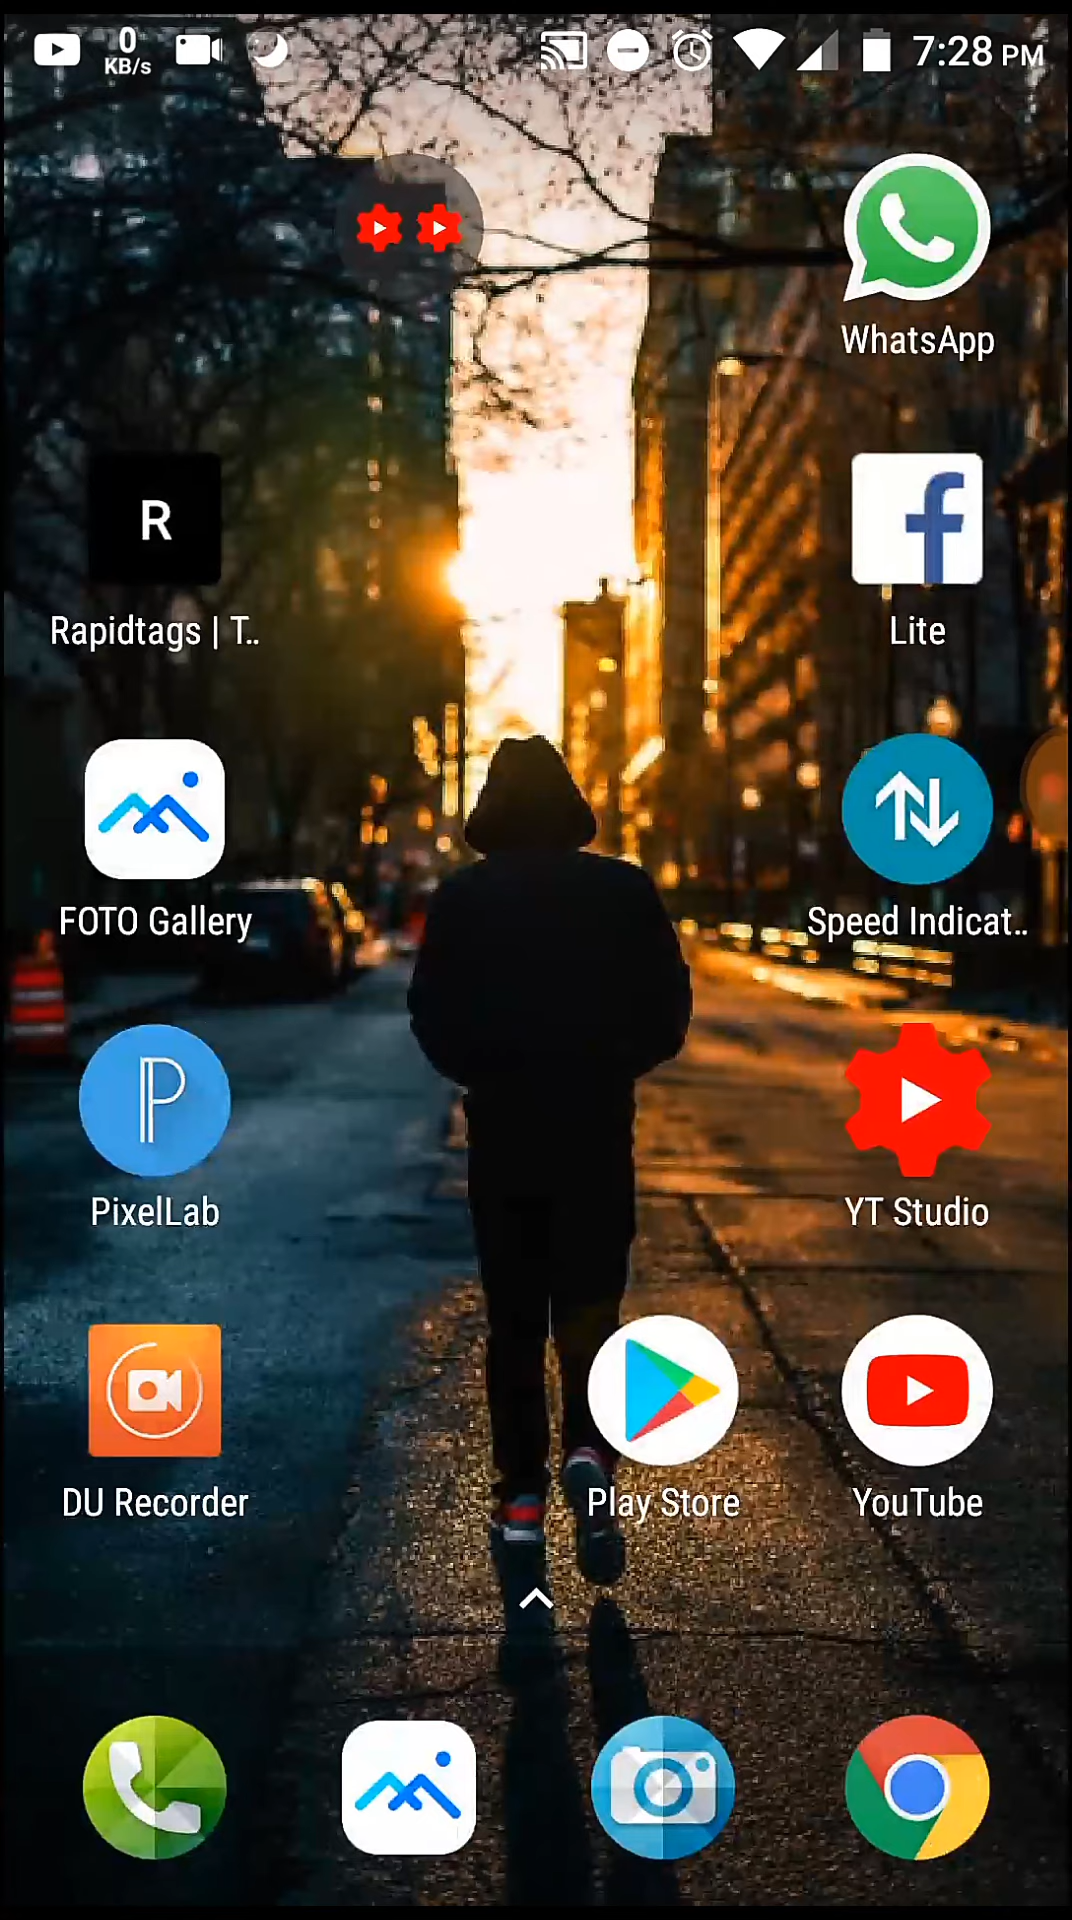 0
KB/s
7:28 PM
WhatsApp
R
Rapidtags | T..
Lite
FOTO Gallery
Speed Indicat..
PixelLab
YT Studio
DU Recorder
Play Store
YouTube